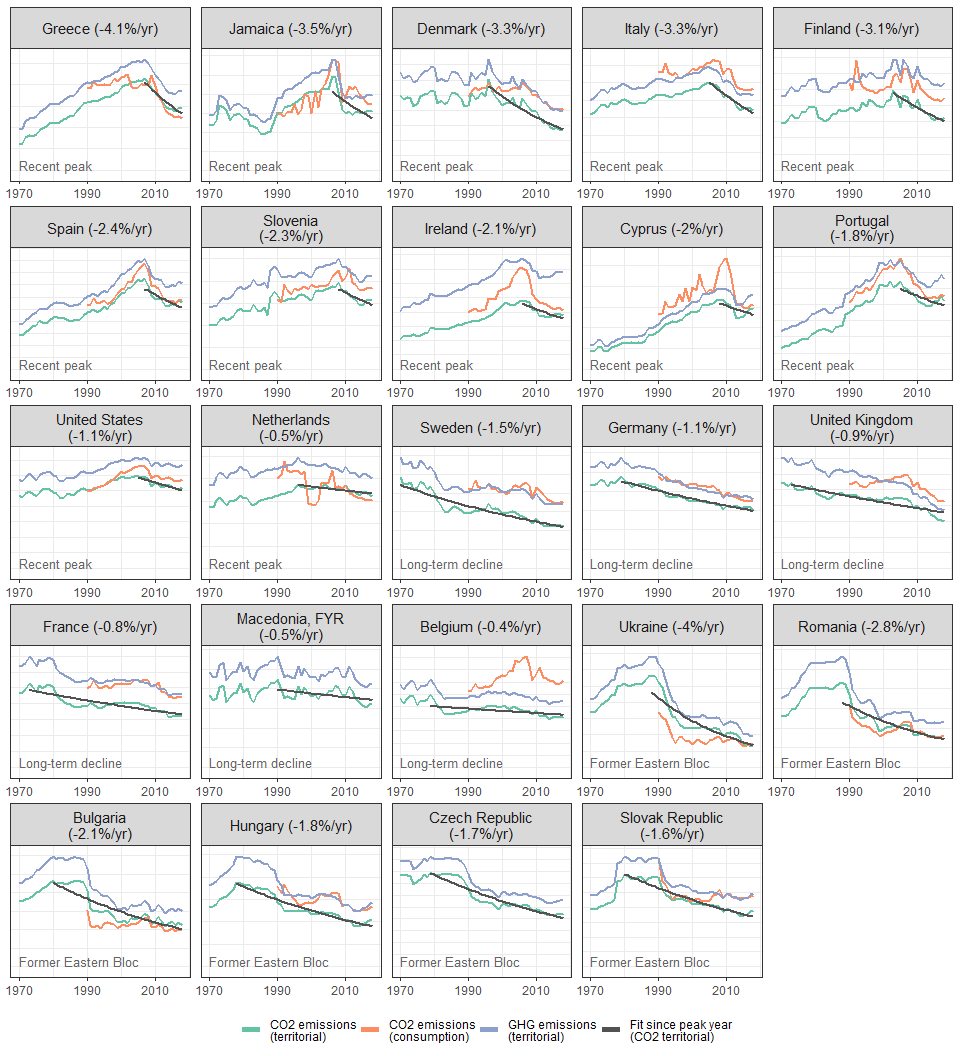 Greece (-4.1%/yr)
Jamaica (-3.5%/yr)
Denmark (-3.3%/yr)
Italy (-3.3%/yr)
Finland (-3.1%/yr)
Recent peak
Recent peak
Recent peak
Recent peak
Recent peak
1970 1990 2010 1970 1990 2010 1970 1990 2010 1970 1990 2010 1970 1990 2010
Spain (-2.4%/yr)
Slovenia
(-2.3%/yr)
Ireland (-2.1%/yr)
Cyprus (-2%/yr)
Portugal
(-1.8%/yr)
Recent peak
Recent peak
Recent peak
Recent peak
Recent peak
1970 1990 2010 1970 1990 2010 1970 1990 2010 1970 1990 2010 1970 1990 2010
United States
(-1.1%/yr)
Netherlands
(-0.5%/yr)
Sweden (-1.5%/yr)
Germany (-1.1%/yr)
United Kingdom
(-0.9%/yr)
Recent peak
Recent peak
Long-term decline
Long-term decline
Long-term decline
1970 1990 2010 1970 1990 2010 1970 1990 2010 1970 1990 2010 1970 1990 2010
France (-0.8%/yr)
Macedonia, FYR
(-0.5%/yr)
Belgium (-0.4%/yr)
Ukraine (-4%/yr)
Romania (-2.8%/yr)
Long-term decline
Long-term decline
Long-term decline
Former Eastern Bloc
Former Eastern Bloc
1970 1990 2010 1970 1990 2010 1970 1990 2010 1970 1990 2010 1970 1990 2010
Bulgaria
(-2.1%/yr)
Hungary (-1.8%/yr)
Czech Republic
(-1.7%/yr)
Slovak Republic
(-1.6%/yr)
Former Eastern Bloc
Former Eastern Bloc
Former Eastern Bloc
Former Eastern Bloc
1970 1990 2010 1970 1990 2010 1970 1990 2010 1970 1990 2010
CO2 emissions
(territorial)
CO2 emissions
(consumption)
GHG emissions
(territorial)
Fit since peak year
(CO2 territorial)